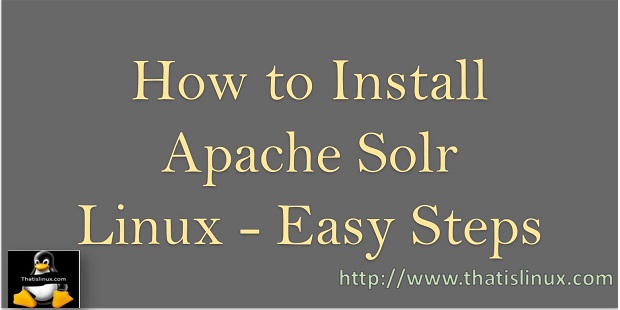 How to Install
Apache Solr
Linux - Easy Steps
Thatislinux.com
http://www.thatislinux.com